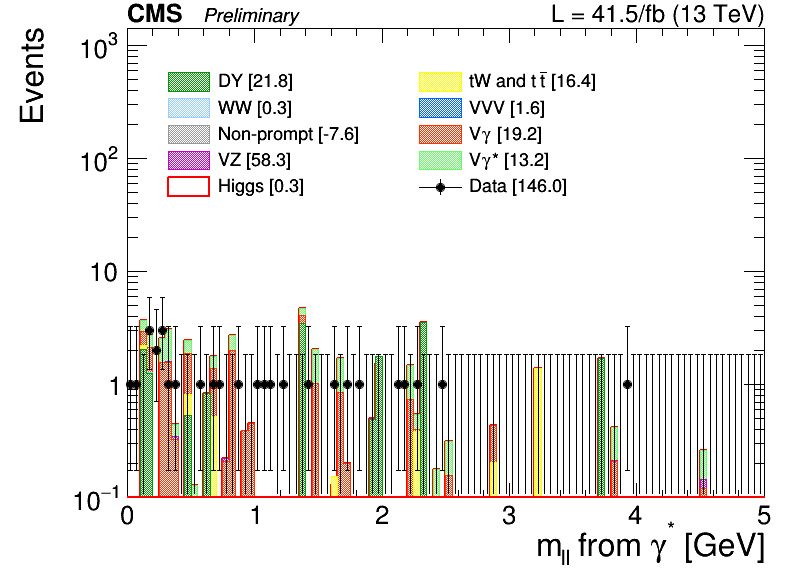 CMS Preliminary L = 41.5/fb (13 TeV)
Events
10³
10²
10
1
10⁻¹
DY [21.8]
WW [0.3]
Non-prompt [-7.6]
VZ [58.3]
Higgs [0.3]
tW and tt̅ [16.4]
VVV [1.6]
Vγ [19.2]
Vγ* [13.2]
Data [146.0]
0 1 2 3 4 5
m_ll from γ* [GeV]